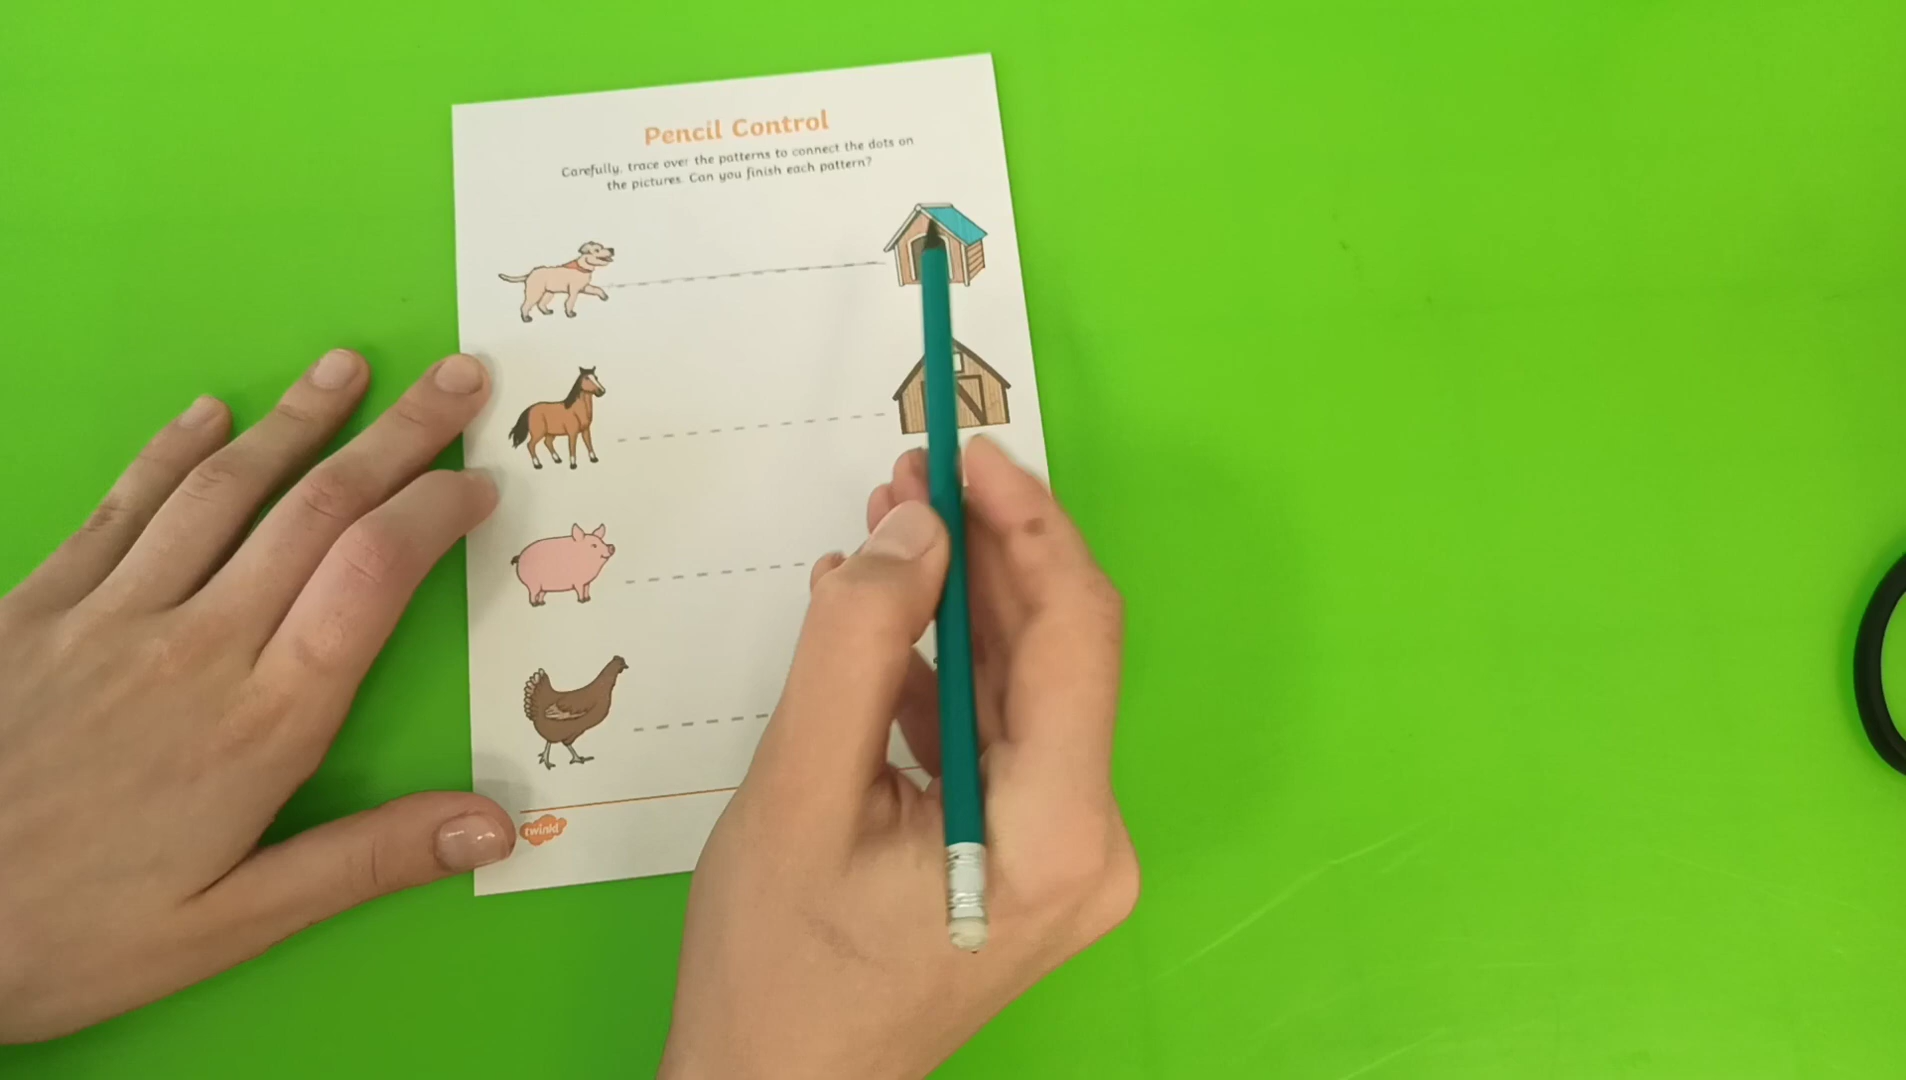 Pencil Control
Carefully, trace over the patterns to connect the dots on
the pictures. Can you finish each pattern?
twinkl